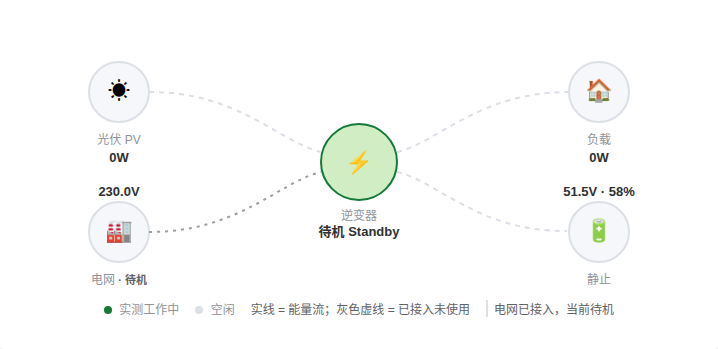 光伏 PV
0W
负载
0W
230.0V
51.5V · 58%
逆变器
待机 Standby
电网 · 待机
静止
实测工作中 空闲 实线 = 能量流；灰色虚线 = 已接入未使用 电网已接入，当前待机